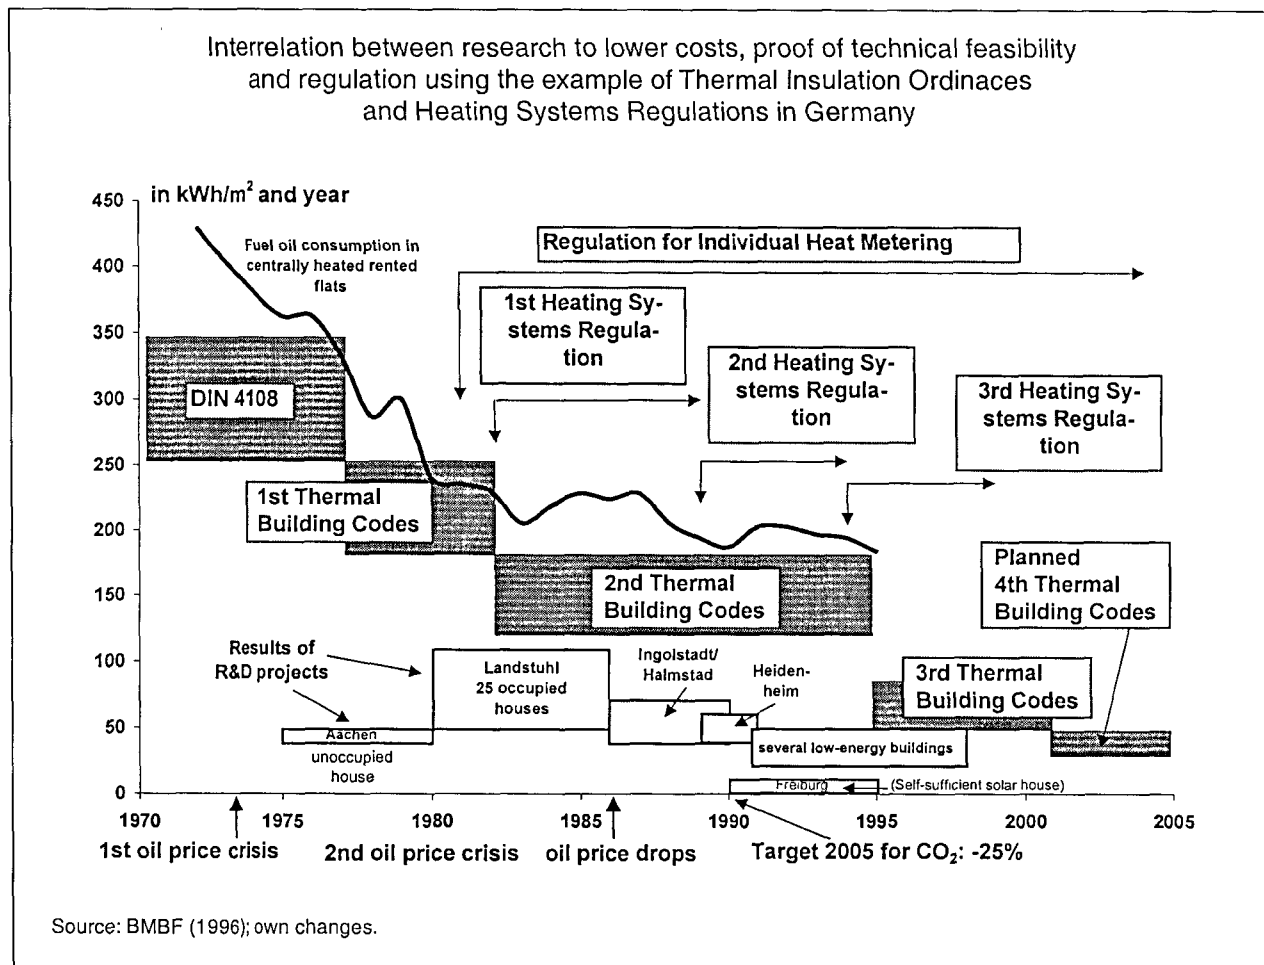 Interrelation between research to lower costs, proof of technical feasibility
and regulation using the example of Thermal Insulation Ordinaces
and Heating Systems Regulations in Germany
in kWh/m² and year
450
400
350
300
250
200
150
100
50
0
Fuel oil consumption in
centrally heated rented
flats
Regulation for Individual Heat Metering
1st Heating Sy-
stems Regula-
tion
2nd Heating Sy-
stems Regula-
tion
3rd Heating Sy-
stems Regula-
tion
DIN 4108
1st Thermal
Building Codes
2nd Thermal
Building Codes
Planned
4th Thermal
Building Codes
3rd Thermal
Building Codes
Results of
R&D projects
Landstuhl
25 occupied
houses
Ingolstadt/
Halmstad
Heiden-
heim
Aachen
unoccupied
house
several low-energy buildings
Freiburg
(Self-sufficient solar house)
1970
1975
1980
1985
1990
1995
2000
2005
1st oil price crisis
2nd oil price crisis
oil price drops
Target 2005 for CO₂: -25%
Source: BMBF (1996); own changes.